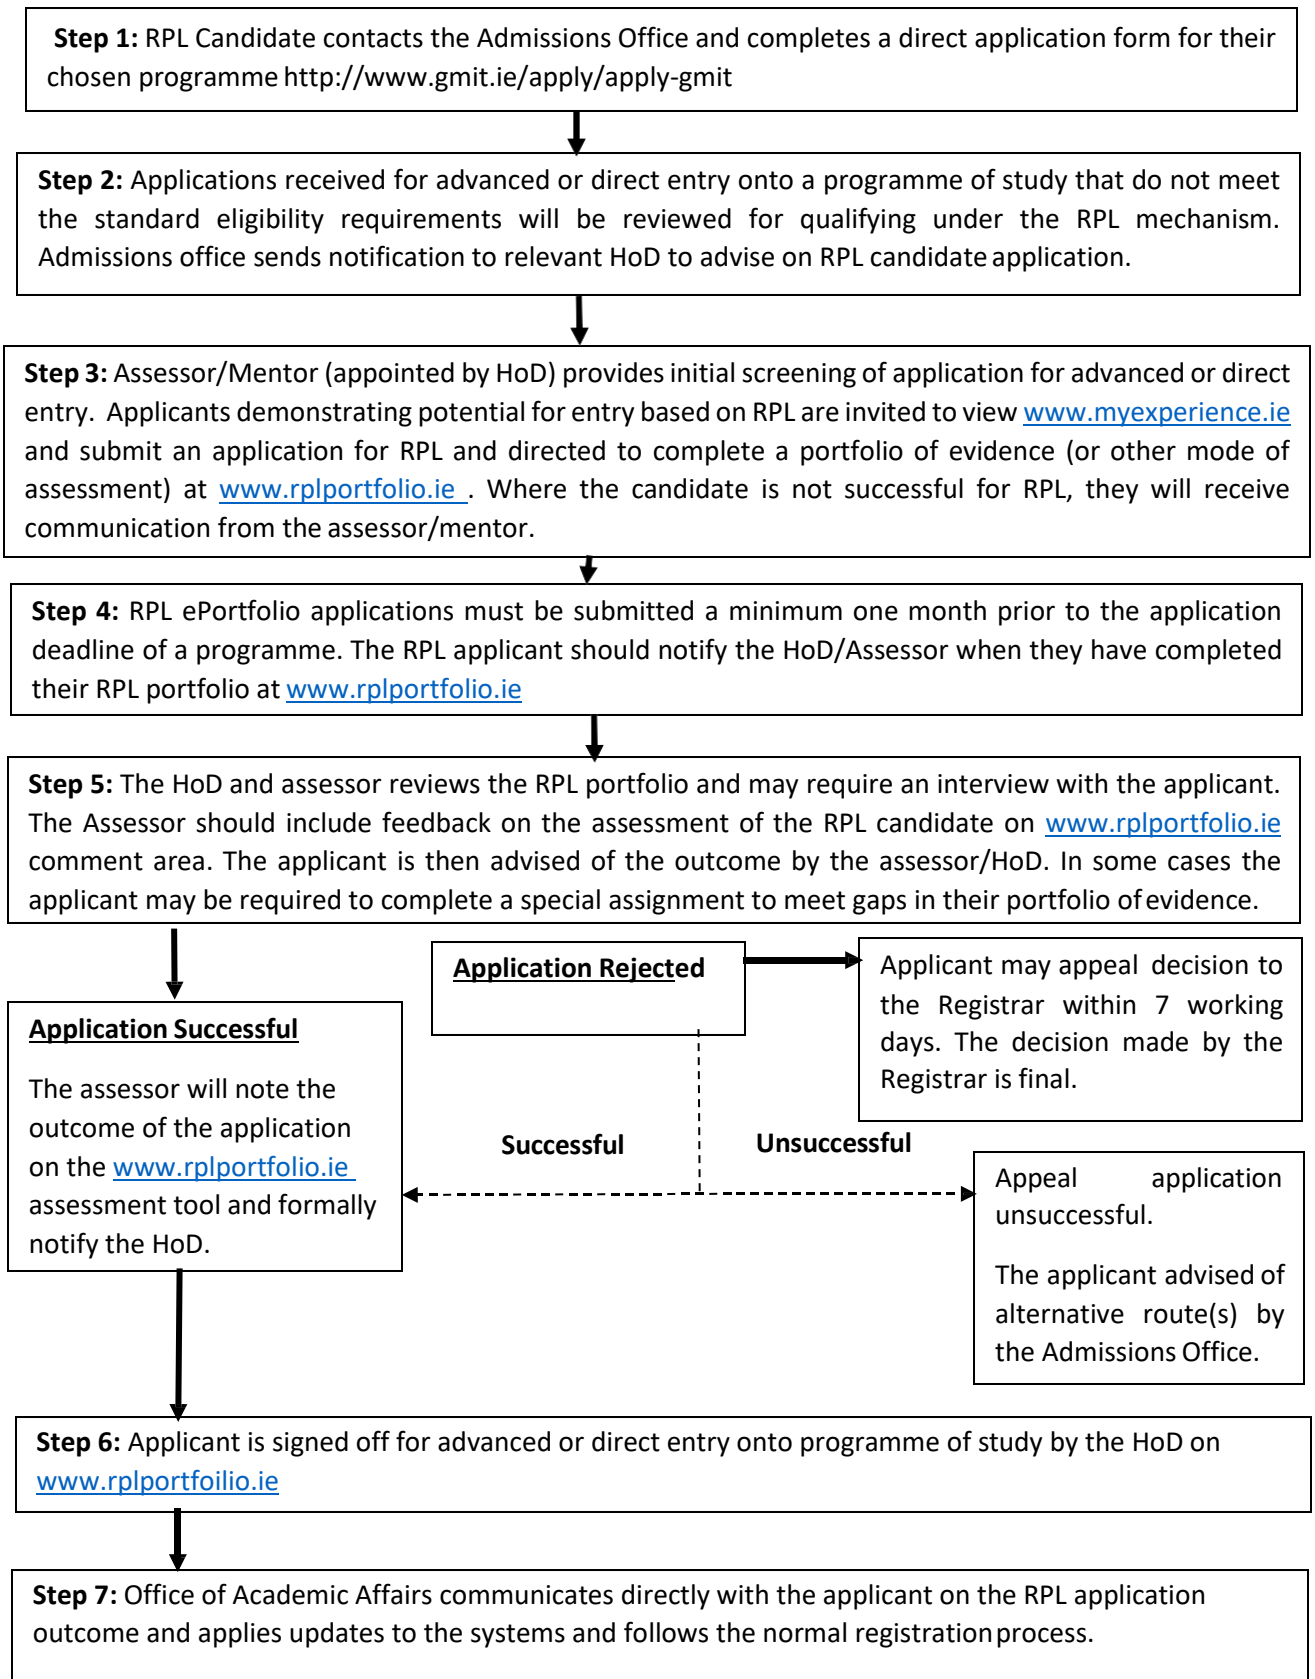 Step 1: RPL Candidate contacts the Admissions Office and completes a direct application form for their
chosen programme http://www.gmit.ie/apply/apply-gmit
Step 2: Applications received for advanced or direct entry onto a programme of study that do not meet
the standard eligibility requirements will be reviewed for qualifying under the RPL mechanism.
Admissions office sends notification to relevant HoD to advise on RPL candidate application.
Step 3: Assessor/Mentor (appointed by HoD) provides initial screening of application for advanced or direct
entry. Applicants demonstrating potential for entry based on RPL are invited to view www.myexperience.ie
and submit an application for RPL and directed to complete a portfolio of evidence (or other mode of
assessment) at www.rplportfolio.ie . Where the candidate is not successful for RPL, they will receive
communication from the assessor/mentor.
Step 4: RPL ePortfolio applications must be submitted a minimum one month prior to the application
deadline of a programme. The RPL applicant should notify the HoD/Assessor when they have completed
their RPL portfolio at www.rplportfolio.ie
Step 5: The HoD and assessor reviews the RPL portfolio and may require an interview with the applicant.
The Assessor should include feedback on the assessment of the RPL candidate on www.rplportfolio.ie
comment area. The applicant is then advised of the outcome by the assessor/HoD. In some cases the
applicant may be required to complete a special assignment to meet gaps in their portfolio of evidence.
Application Rejected
Applicant may appeal decision to
the Registrar within 7 working
days. The decision made by the
Registrar is final.
Application Successful
The assessor will note the
outcome of the application
on the www.rplportfolio.ie
assessment tool and formally
notify the HoD.
Successful
Unsuccessful
Appeal application
unsuccessful.
The applicant advised of
alternative route(s) by
the Admissions Office.
Step 6: Applicant is signed off for advanced or direct entry onto programme of study by the HoD on
www.rplportfoilio.ie
Step 7: Office of Academic Affairs communicates directly with the applicant on the RPL application
outcome and applies updates to the systems and follows the normal registration process.